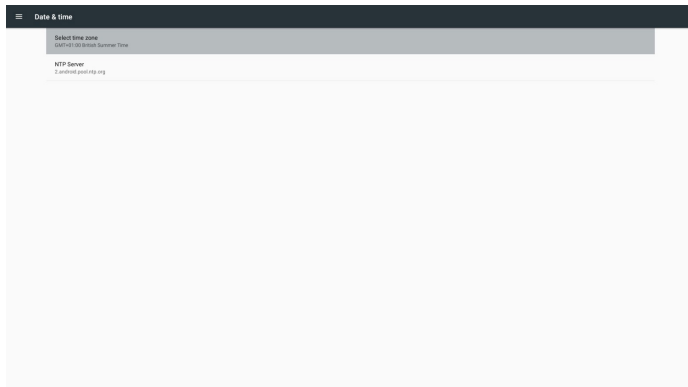 Date & time
Select time zone
GMT+01:00 British Summer Time
NTP Server
2.android.pool.ntp.org